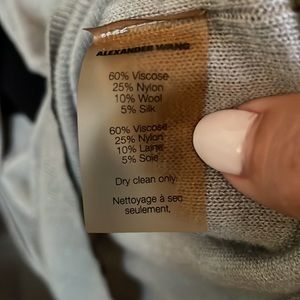 ALEXANDER WANG
60% Viscose
25% Nylon
10% Wool
5% Silk
60% Viscose
25% Nylon
10% Laine
5% Soie
Dry clean only.
Nettoyage à sec
seulement.